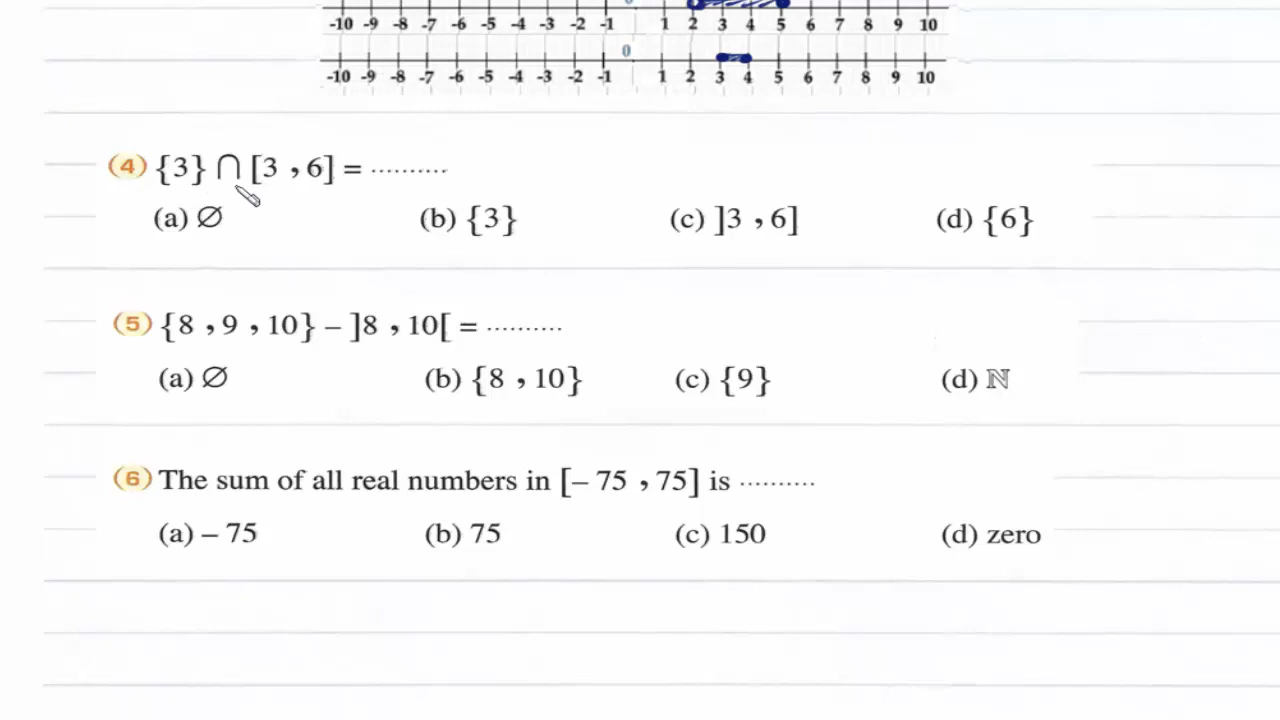 0
-10 -9 -8 -7 -6 -5 -4 -3 -2 -1 1 2 3 4 5 6 7 8 9 10
0
-10 -9 -8 -7 -6 -5 -4 -3 -2 -1 1 2 3 4 5 6 7 8 9 10
(4) {3} ∩ [3 , 6] = ..........
(a) ∅ (b) {3} (c) ]3 , 6] (d) {6}
(5) {8 , 9 , 10} – ]8 , 10[ = ..........
(a) ∅ (b) {8 , 10} (c) {9} (d) ℕ
(6) The sum of all real numbers in [– 75 , 75] is ..........
(a) – 75 (b) 75 (c) 150 (d) zero